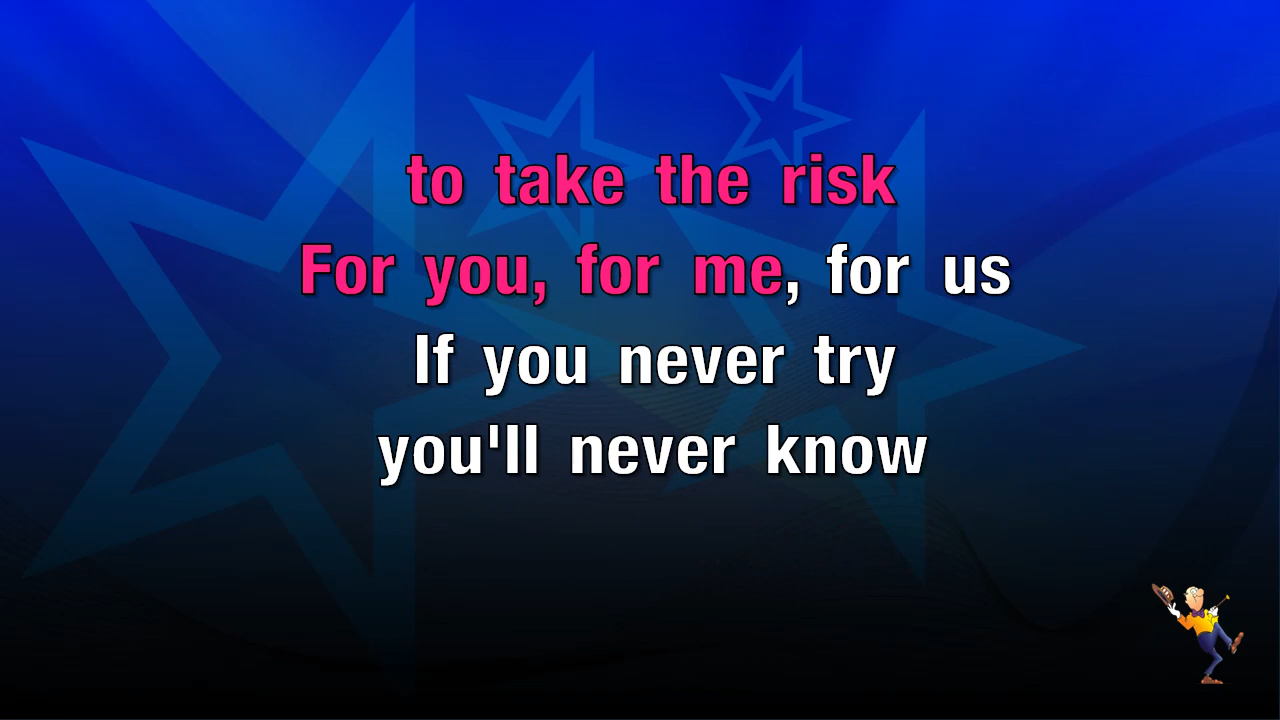 to take the risk
For you, for me, for us
If you never try
you'll never know